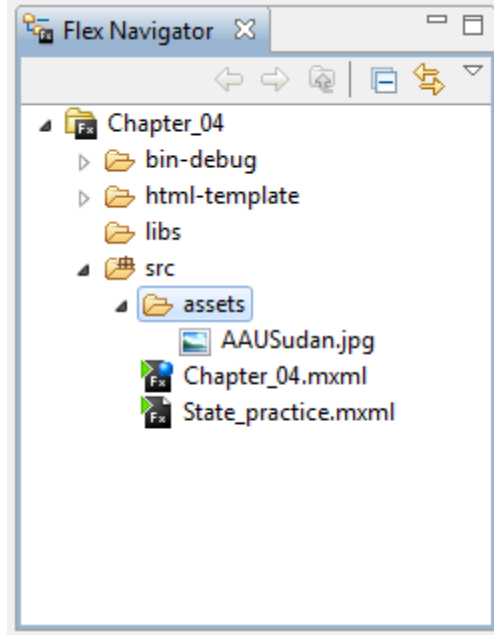 Flex Navigator
Chapter_04
bin-debug
html-template
libs
src
assets
AAUSudan.jpg
Chapter_04.mxml
State_practice.mxml